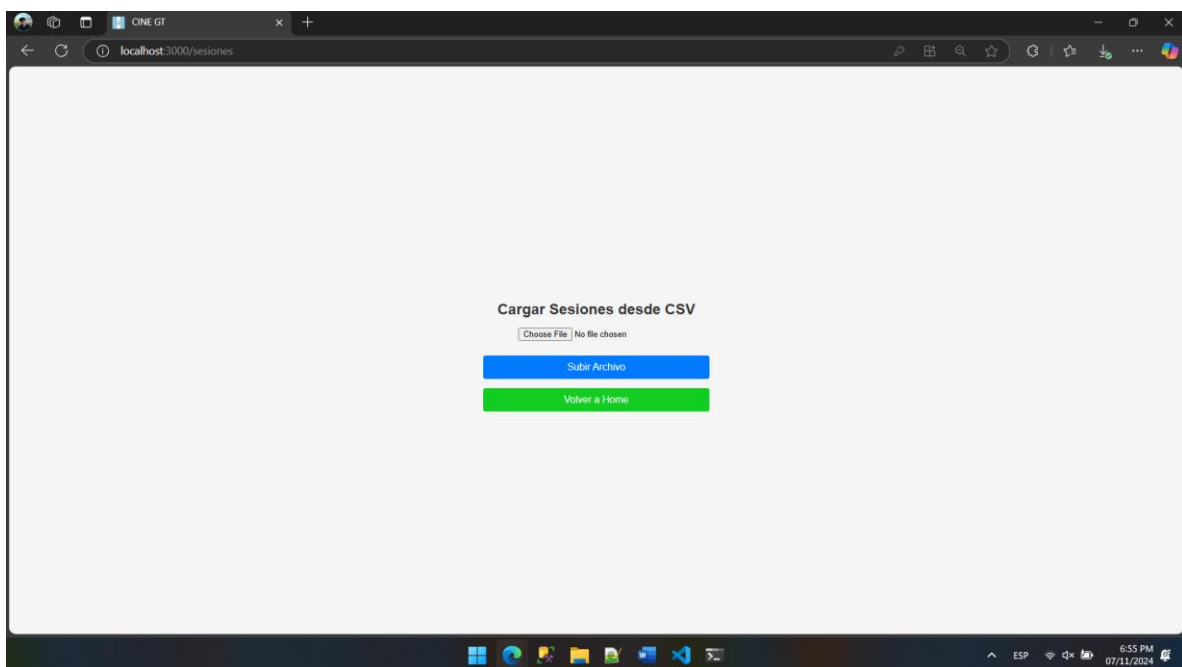 CINE GT
localhost:3000/sesiones
Cargar Sesiones desde CSV
Choose File No file chosen
Subir Archivo
Volver a Home
ESP
6:55 PM
07/11/2024